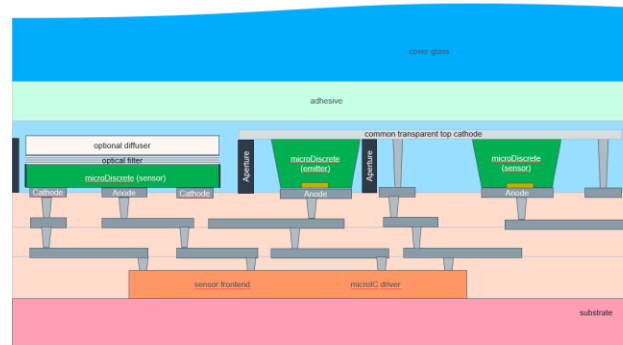 cover glass
adhesive
common transparent top cathode
optional diffuser
optical filter
microDiscrete (sensor)
Aperture
microDiscrete
(emitter)
Aperture
microDiscrete
(sensor)
Cathode
Anode
Cathode
Anode
Anode
sensor frontend
microIC driver
substrate